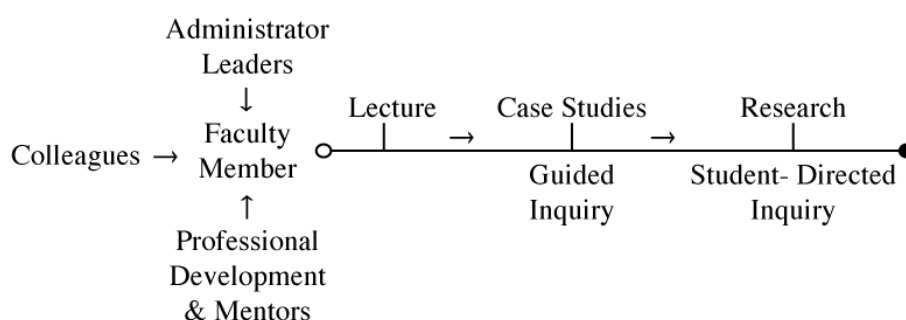 Administrator
Leaders
↓
Colleagues → Faculty
Member
↑
Professional
Development
& Mentors
Lecture → Case Studies → Research
Guided
Inquiry
Student- Directed
Inquiry